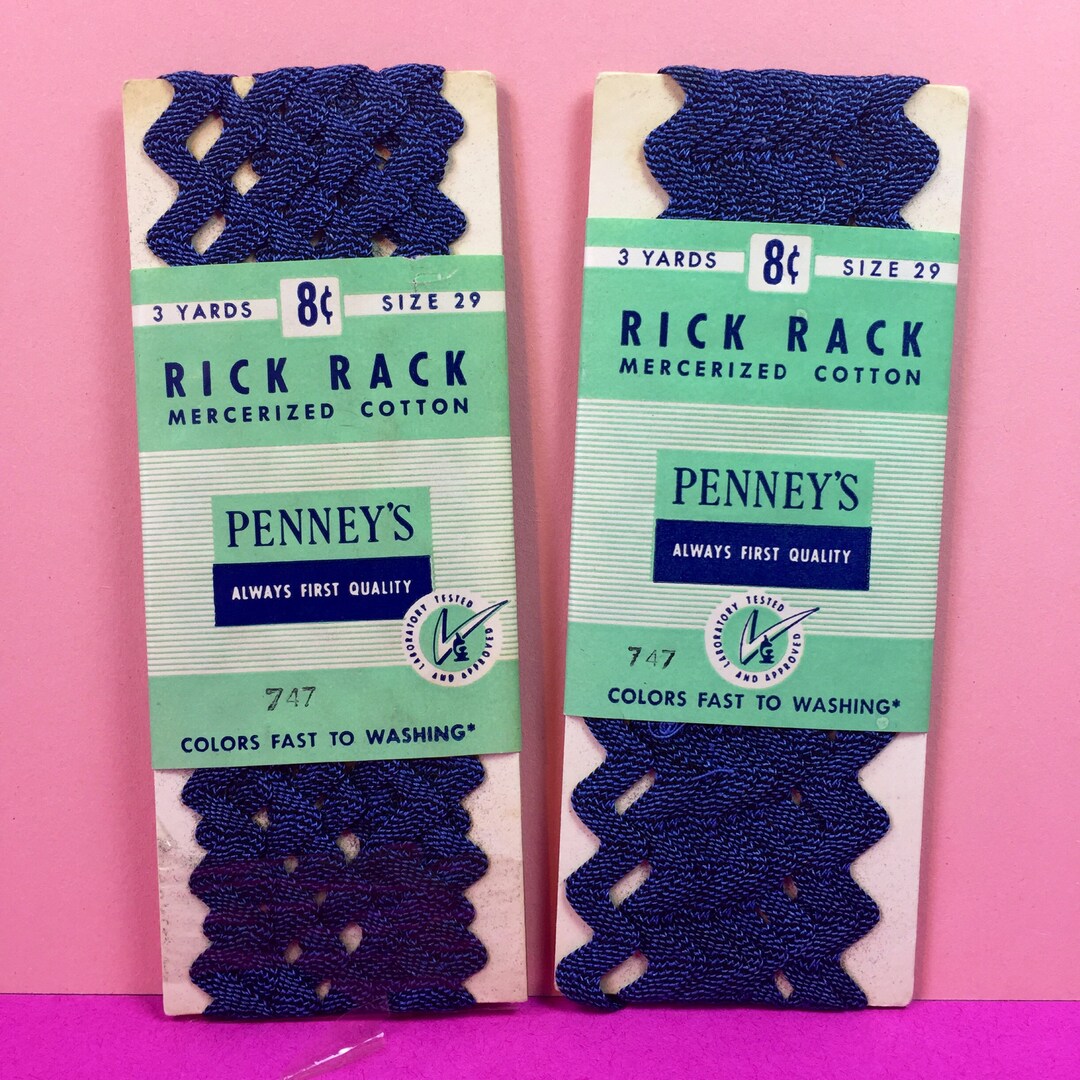 3 YARDS 8¢ SIZE 29
RICK RACK
MERCERIZED COTTON
PENNEY'S
ALWAYS FIRST QUALITY
LABORATORY TESTED
AND APPROVED
747
COLORS FAST TO WASHING*
3 YARDS 8¢ SIZE 29
RICK RACK
MERCERIZED COTTON
PENNEY'S
ALWAYS FIRST QUALITY
LABORATORY TESTED
AND APPROVED
747
COLORS FAST TO WASHING*